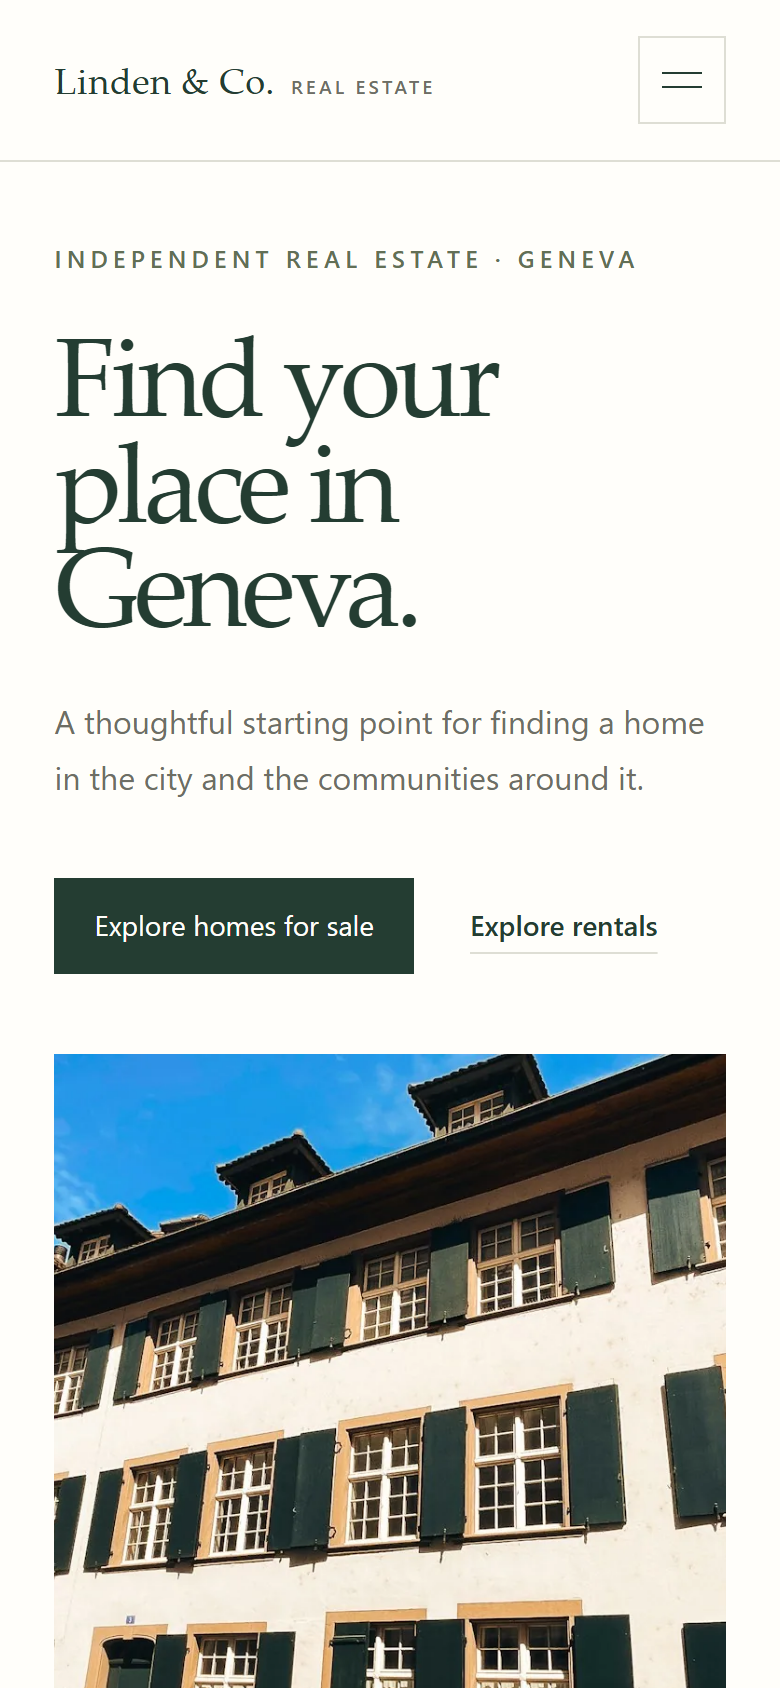 Linden & Co. REAL ESTATE
INDEPENDENT REAL ESTATE · GENEVA
Find your
place in
Geneva.
A thoughtful starting point for finding a home
in the city and the communities around it.
Explore homes for sale
Explore rentals